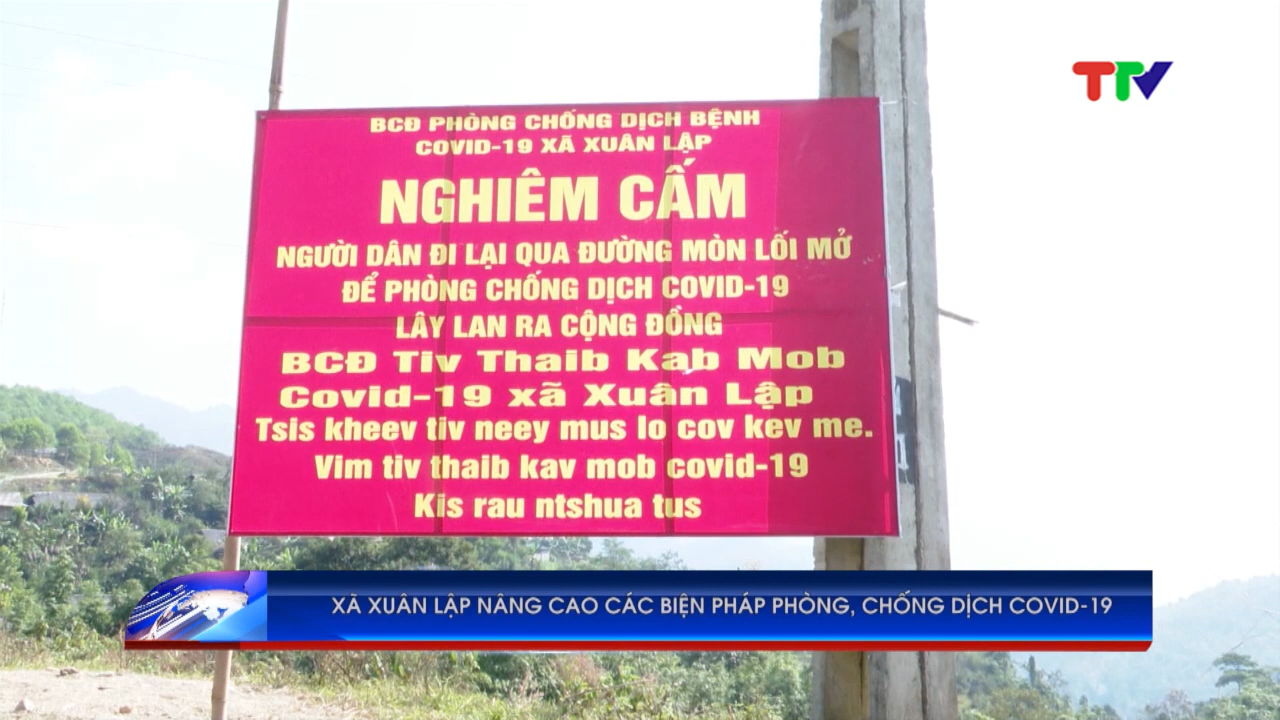 TTV
BCĐ PHÒNG CHỐNG DỊCH BỆNH
COVID-19 XÃ XUÂN LẬP
NGHIÊM CẤM
NGƯỜI DÂN ĐI LẠI QUA ĐƯỜNG MÒN LỐI MỞ
ĐỂ PHÒNG CHỐNG DỊCH COVID-19
LÂY LAN RA CỘNG ĐỒNG
BCĐ Tiv Thaib Kab Mob
Covid-19 xã Xuân Lập
Tsis kheev tiv neey mus lo cov kev me.
Vim tiv thaib kav mob covid-19
Kis rau ntshua tus
XÃ XUÂN LẬP NÂNG CAO CÁC BIỆN PHÁP PHÒNG, CHỐNG DỊCH COVID-19